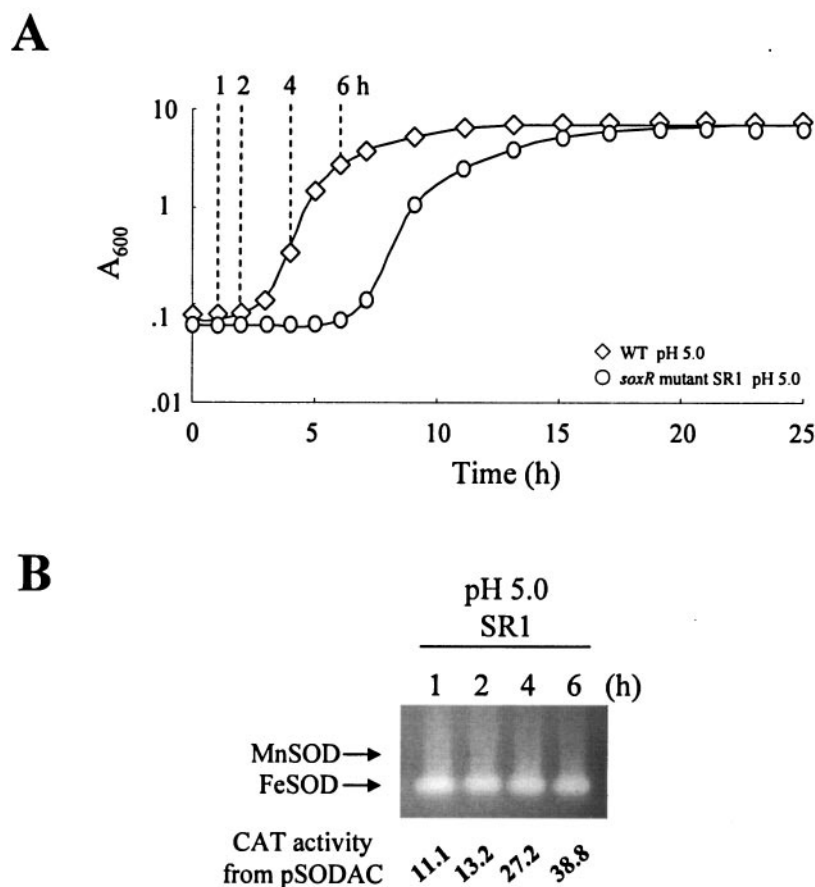 A
1 2 4 6 h
10
1
.1
.01
A600
WT pH 5.0
soxR mutant SR1 pH 5.0
0 5 10 15 20 25
Time (h)
B
pH 5.0
SR1
1 2 4 6 (h)
MnSOD
FeSOD
CAT activity
from pSODAC
11.1 13.2 27.2 38.8